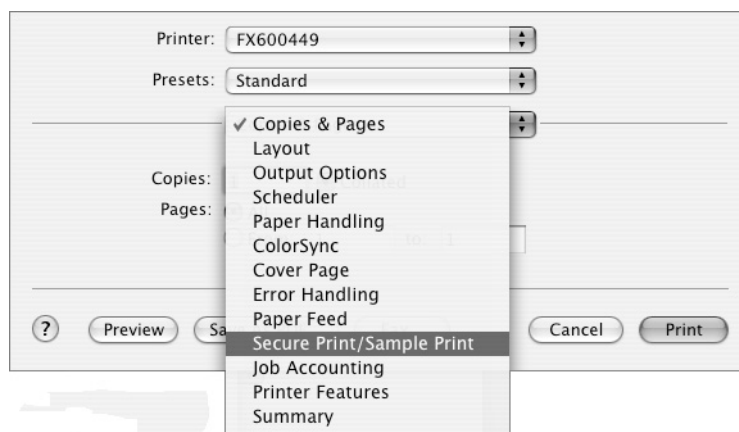 Printer: FX600449
Presets: Standard
✓ Copies & Pages
Layout
Output Options
Copies:
Scheduler
Pages:
Paper Handling
ColorSync
Cover Page
Error Handling
Paper Feed
? Preview Cancel Print
Secure Print/Sample Print
Job Accounting
Printer Features
Summary